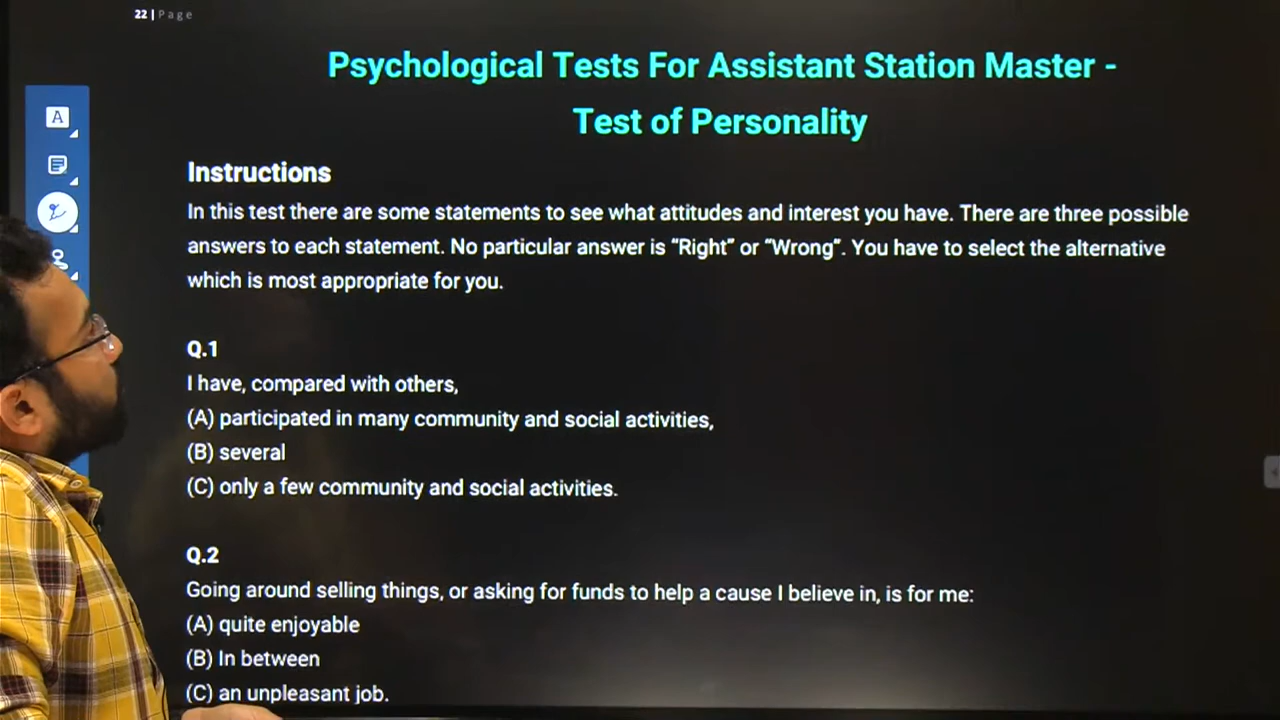 22 | Page
Psychological Tests For Assistant Station Master -
Test of Personality
Instructions
In this test there are some statements to see what attitudes and interest you have. There are three possible
answers to each statement. No particular answer is “Right” or “Wrong”. You have to select the alternative
which is most appropriate for you.
Q.1
I have, compared with others,
(A) participated in many community and social activities,
(B) several
(C) only a few community and social activities.
Q.2
Going around selling things, or asking for funds to help a cause I believe in, is for me:
(A) quite enjoyable
(B) In between
(C) an unpleasant job.
A